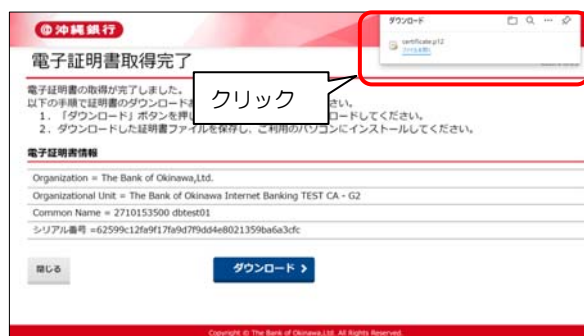 沖縄銀行
ダウンロード
certificate.p12
ファイルを開く
電子証明書取得完了
電子証明書の取得が完了しました。
以下の手順で証明書のダウンロード さい。
1. 「ダウンロード」ボタンを押 ロードしてください。
2. ダウンロードした証明書ファイルを保存し、ご利用のパソコンにインストールしてください。
クリック
電子証明書情報
Organization = The Bank of Okinawa,Ltd.
Organizational Unit = The Bank of Okinawa Internet Banking TEST CA - G2
Common Name = 2710153500 dbtest01
シリアル番号 =62599c12fa9f17fa9d7f9dd4e8021359ba6a3cfc
閉じる
ダウンロード
Copyright © The Bank of Okinawa,Ltd. All Rights Reserved.